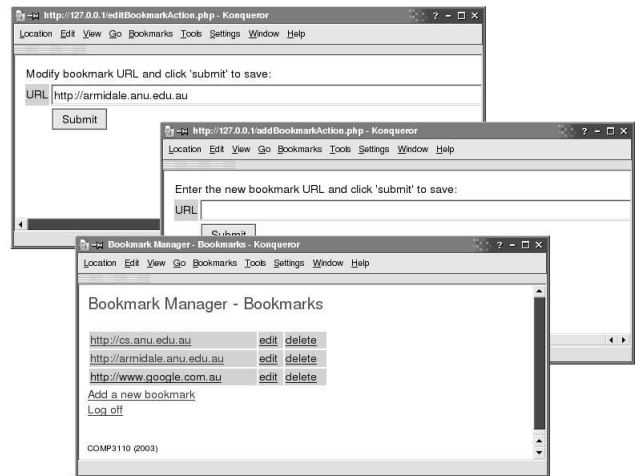 http://127.0.0.1/editBookmarkAction.php - Konqueror
Location Edit View Go Bookmarks Tools Settings Window Help
Modify bookmark URL and click 'submit' to save:
URL http://armidale.anu.edu.au
Submit
http://127.0.0.1/addBookmarkAction.php - Konqueror
Location Edit View Go Bookmarks Tools Settings Window Help
Enter the new bookmark URL and click 'submit' to save:
URL
Submit
Bookmark Manager - Bookmarks - Konqueror
Location Edit View Go Bookmarks Tools Settings Window Help
Bookmark Manager - Bookmarks
http://cs.anu.edu.au edit delete
http://armidale.anu.edu.au edit delete
http://www.google.com.au edit delete
Add a new bookmark
Log off
COMP3110 (2003)